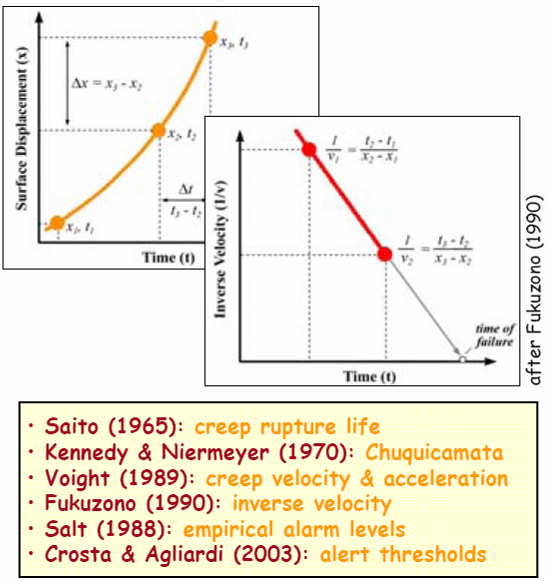 Surface Displacement (x)
x₃, t₃
Δx = x₃ - x₂
x₂, t₂
Δt
t₃ - t₂
x₁, t₁
Time (t)
Inverse Velocity (1/v)
1/v₁ = t₂ - t₁/x₂ - x₁
1/v₂ = t₃ - t₂/x₃ - x₂
time of
failure
Time (t)
after Fukuzono (1990)
• Saito (1965): creep rupture life
• Kennedy & Niermeyer (1970): Chuquicamata
• Voight (1989): creep velocity & acceleration
• Fukuzono (1990): inverse velocity
• Salt (1988): empirical alarm levels
• Crosta & Agliardi (2003): alert thresholds